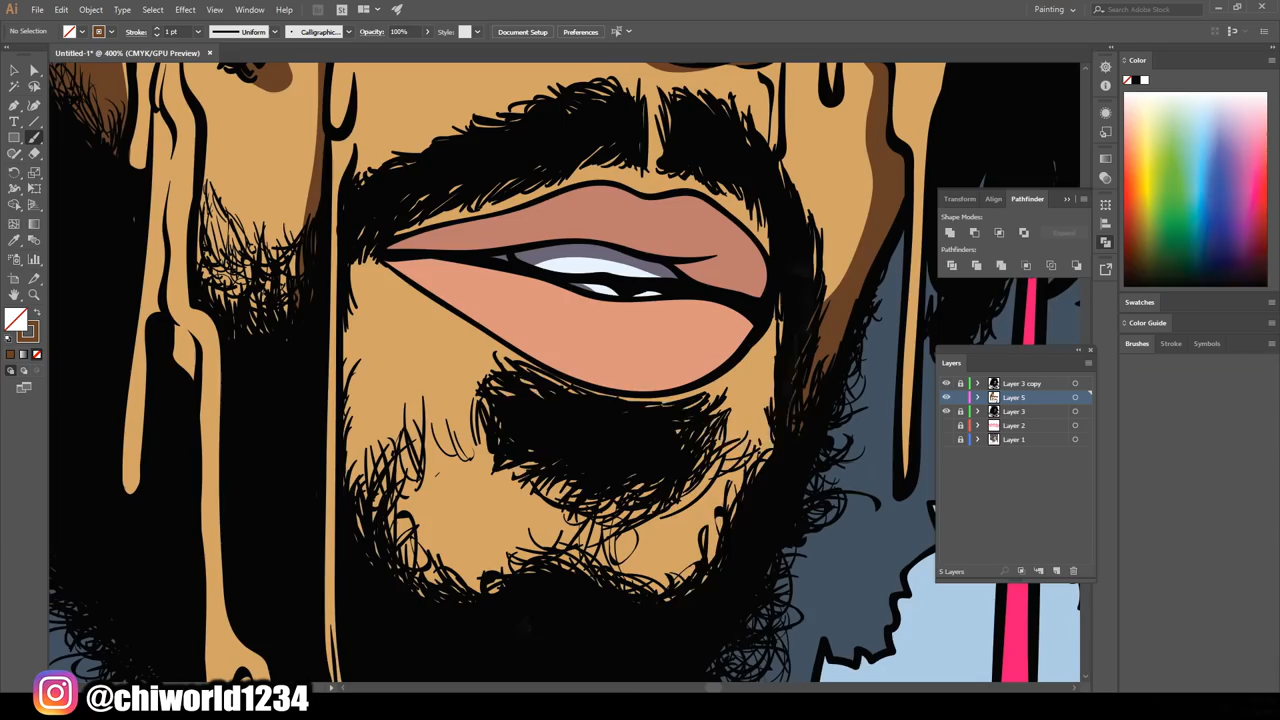 Ai File Edit Object Type Select Effect View Window Help Br St Painting Search Adobe Stock
No Selection Stroke: 1 pt Uniform Calligraphic... Opacity: 100% Style: Document Setup Preferences
Untitled-1* @ 400% (CMYK/GPU Preview) ×
Color
Transform Align Pathfinder
Shape Modes:
Expand
Pathfinders:
Swatches
Color Guide
Brushes Stroke Symbols
Layers
Layer 3 copy
Layer 5
Layer 3
Layer 2
Layer 1
5 Layers
@chiworld1234